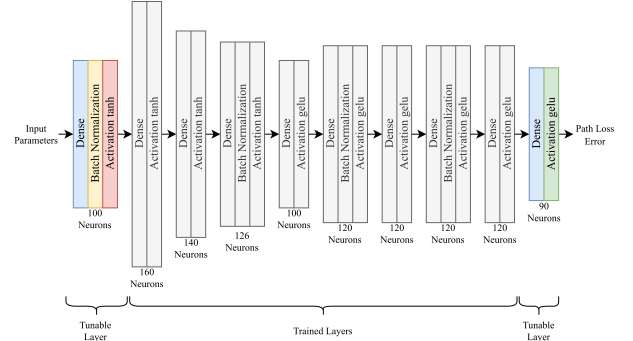 Input
Parameters
Dense
Batch Normalization
Activation tanh
100
Neurons
Dense
Activation tanh
160
Neurons
Dense
Activation tanh
140
Neurons
Dense
Batch Normalization
Activation tanh
126
Neurons
Dense
Activation gelu
100
Neurons
Dense
Batch Normalization
Activation gelu
120
Neurons
Dense
Activation gelu
120
Neurons
Dense
Batch Normalization
Activation gelu
120
Neurons
Dense
Activation gelu
120
Neurons
Dense
Activation gelu
90
Neurons
Path Loss
Error
Tunable
Layer
Trained Layers
Tunable
Layer